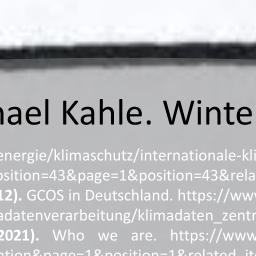 hael Kahle. Winte
energie/klimaschutz/internationale-kli
osition=43&page=1&position=43&rela
12). GCOS in Deutschland. https://ww
adatenverarbeitung/klimadaten_zentr
2021). Who we are. https://www
ntion&page=1&position=1&related_it